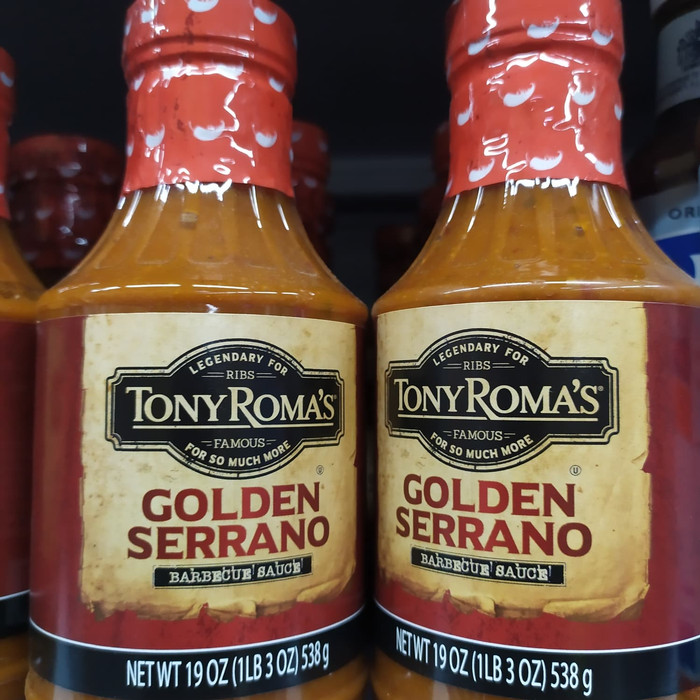 LEGENDARY FOR
RIBS
TONY ROMA'S®
FAMOUS
FOR SO MUCH MORE
GOLDEN
SERRANO
BARBECUE SAUCE
NET WT 19 OZ (1LB 3 OZ) 538 g
LEGENDARY FOR
RIBS
TONY ROMA'S®
FAMOUS
FOR SO MUCH MORE
GOLDEN
SERRANO
BARBECUE SAUCE
NET WT 19 OZ (1LB 3 OZ) 538 g